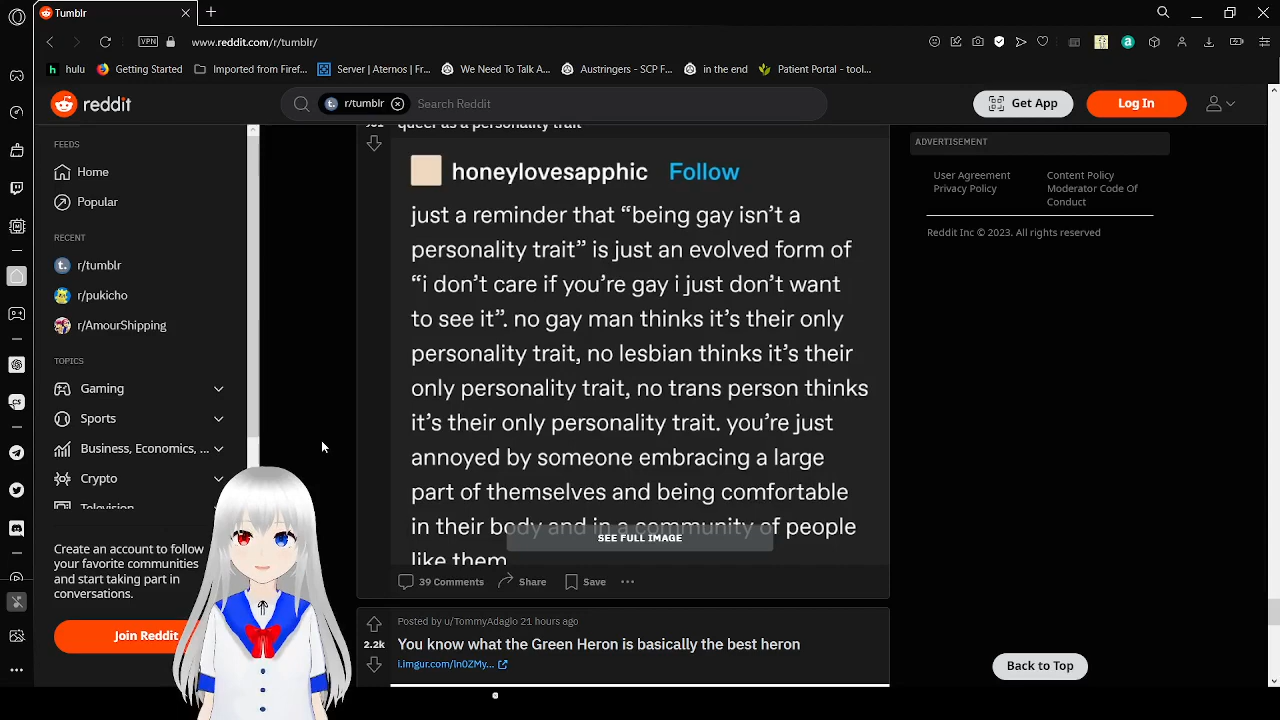 Tumblr
VPN
www.reddit.com/r/tumblr/
hulu
Getting Started
Imported from Firef...
Server | Aternos | Fr...
We Need To Talk A...
Austringers - SCP F...
in the end
Patient Portal - tool...
reddit
r/tumblr
Search Reddit
Get App
Log In
FEEDS
Home
Popular
RECENT
r/tumblr
r/pukicho
r/AmourShipping
TOPICS
Gaming
Sports
Business, Economics, ...
Crypto
Television
Create an account to follow
your favorite communities
and start taking part in
conversations.
Join Reddit
queer as a personality trait
honeylovesapphic Follow
just a reminder that “being gay isn’t a
personality trait” is just an evolved form of
“i don’t care if you’re gay i just don’t want
to see it”. no gay man thinks it’s their only
personality trait, no lesbian thinks it’s their
only personality trait, no trans person thinks
it’s their only personality trait. you’re just
annoyed by someone embracing a large
part of themselves and being comfortable
in their body and in a community of people
like them
SEE FULL IMAGE
39 Comments
Share
Save
2.2k
Posted by u/TommyAdagio 21 hours ago
You know what the Green Heron is basically the best heron
i.imgur.com/ln0ZMy...
ADVERTISEMENT
User Agreement
Privacy Policy
Content Policy
Moderator Code Of
Conduct
Reddit Inc © 2023. All rights reserved
Back to Top